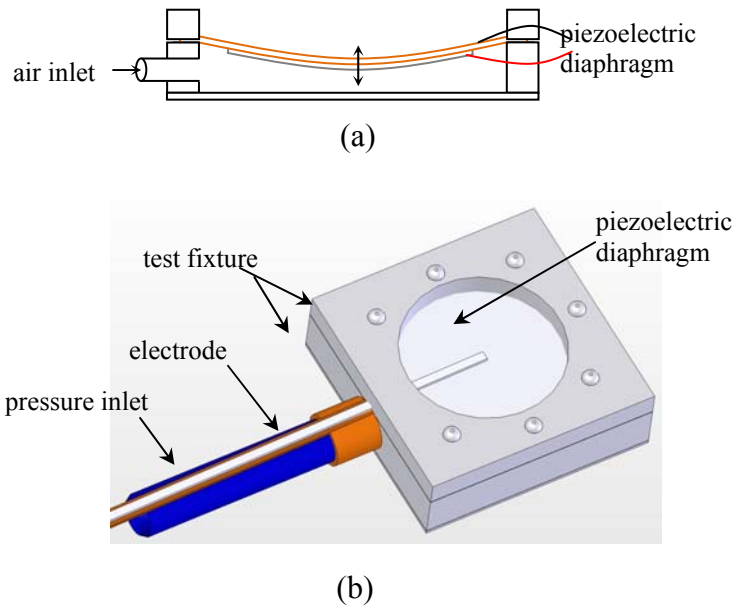 piezoelectric
diaphragm
air inlet
(a)
piezoelectric
diaphragm
test fixture
electrode
pressure inlet
(b)